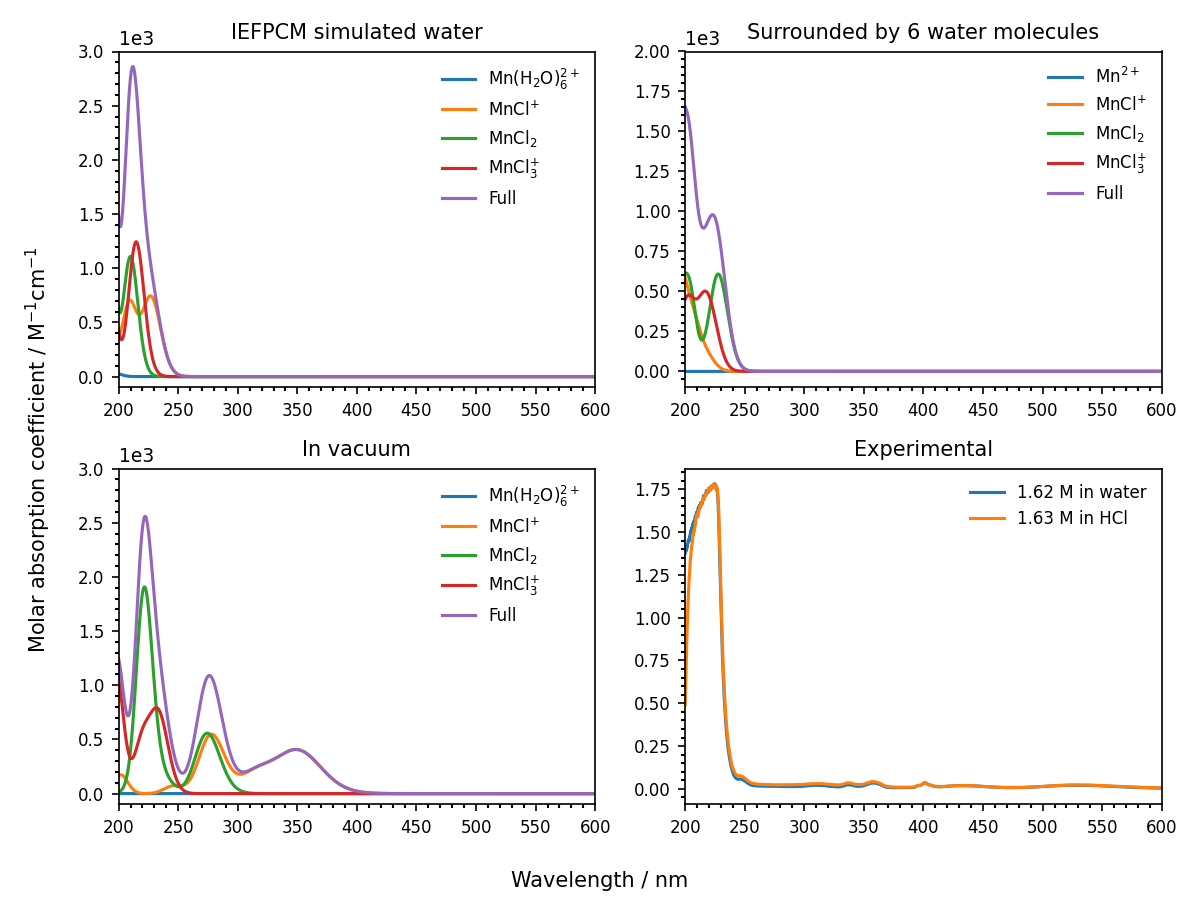 IEFPCM simulated water
1e3
3.0
2.5
2.0
1.5
1.0
0.5
0.0
200 250 300 350 400 450 500 550 600
Mn(H₂O)₆²⁺
MnCl⁺
MnCl₂
MnCl₃⁺
Full
Surrounded by 6 water molecules
1e3
2.00
1.75
1.50
1.25
1.00
0.75
0.50
0.25
0.00
200 250 300 350 400 450 500 550 600
Mn²⁺
MnCl⁺
MnCl₂
MnCl₃⁺
Full
In vacuum
1e3
3.0
2.5
2.0
1.5
1.0
0.5
0.0
200 250 300 350 400 450 500 550 600
Mn(H₂O)₆²⁺
MnCl⁺
MnCl₂
MnCl₃⁺
Full
Experimental
1.75
1.50
1.25
1.00
0.75
0.50
0.25
0.00
200 250 300 350 400 450 500 550 600
1.62 M in water
1.63 M in HCl
Molar absorption coefficient / M⁻¹cm⁻¹
Wavelength / nm